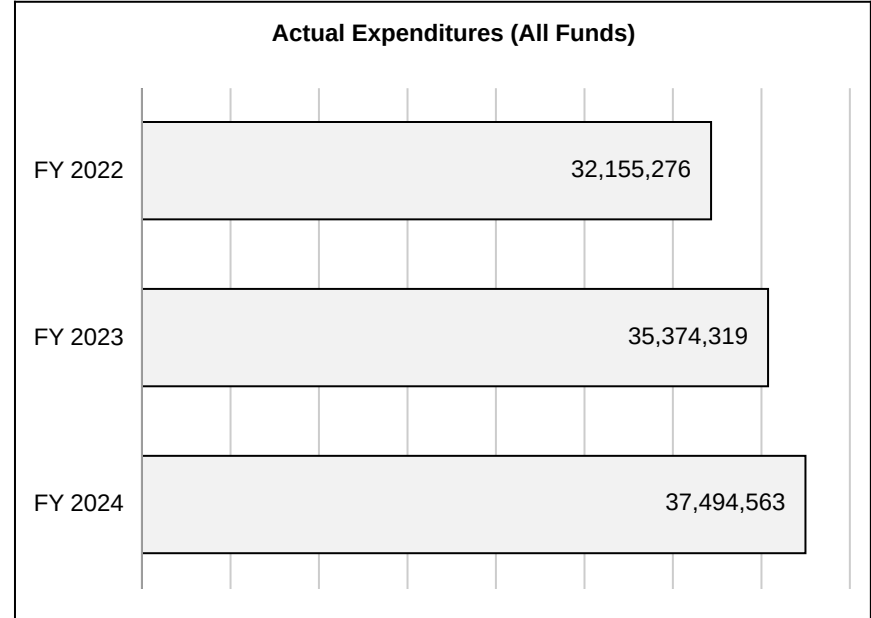 Actual Expenditures (All Funds)
FY 2022
32,155,276
FY 2023
35,374,319
FY 2024
37,494,563